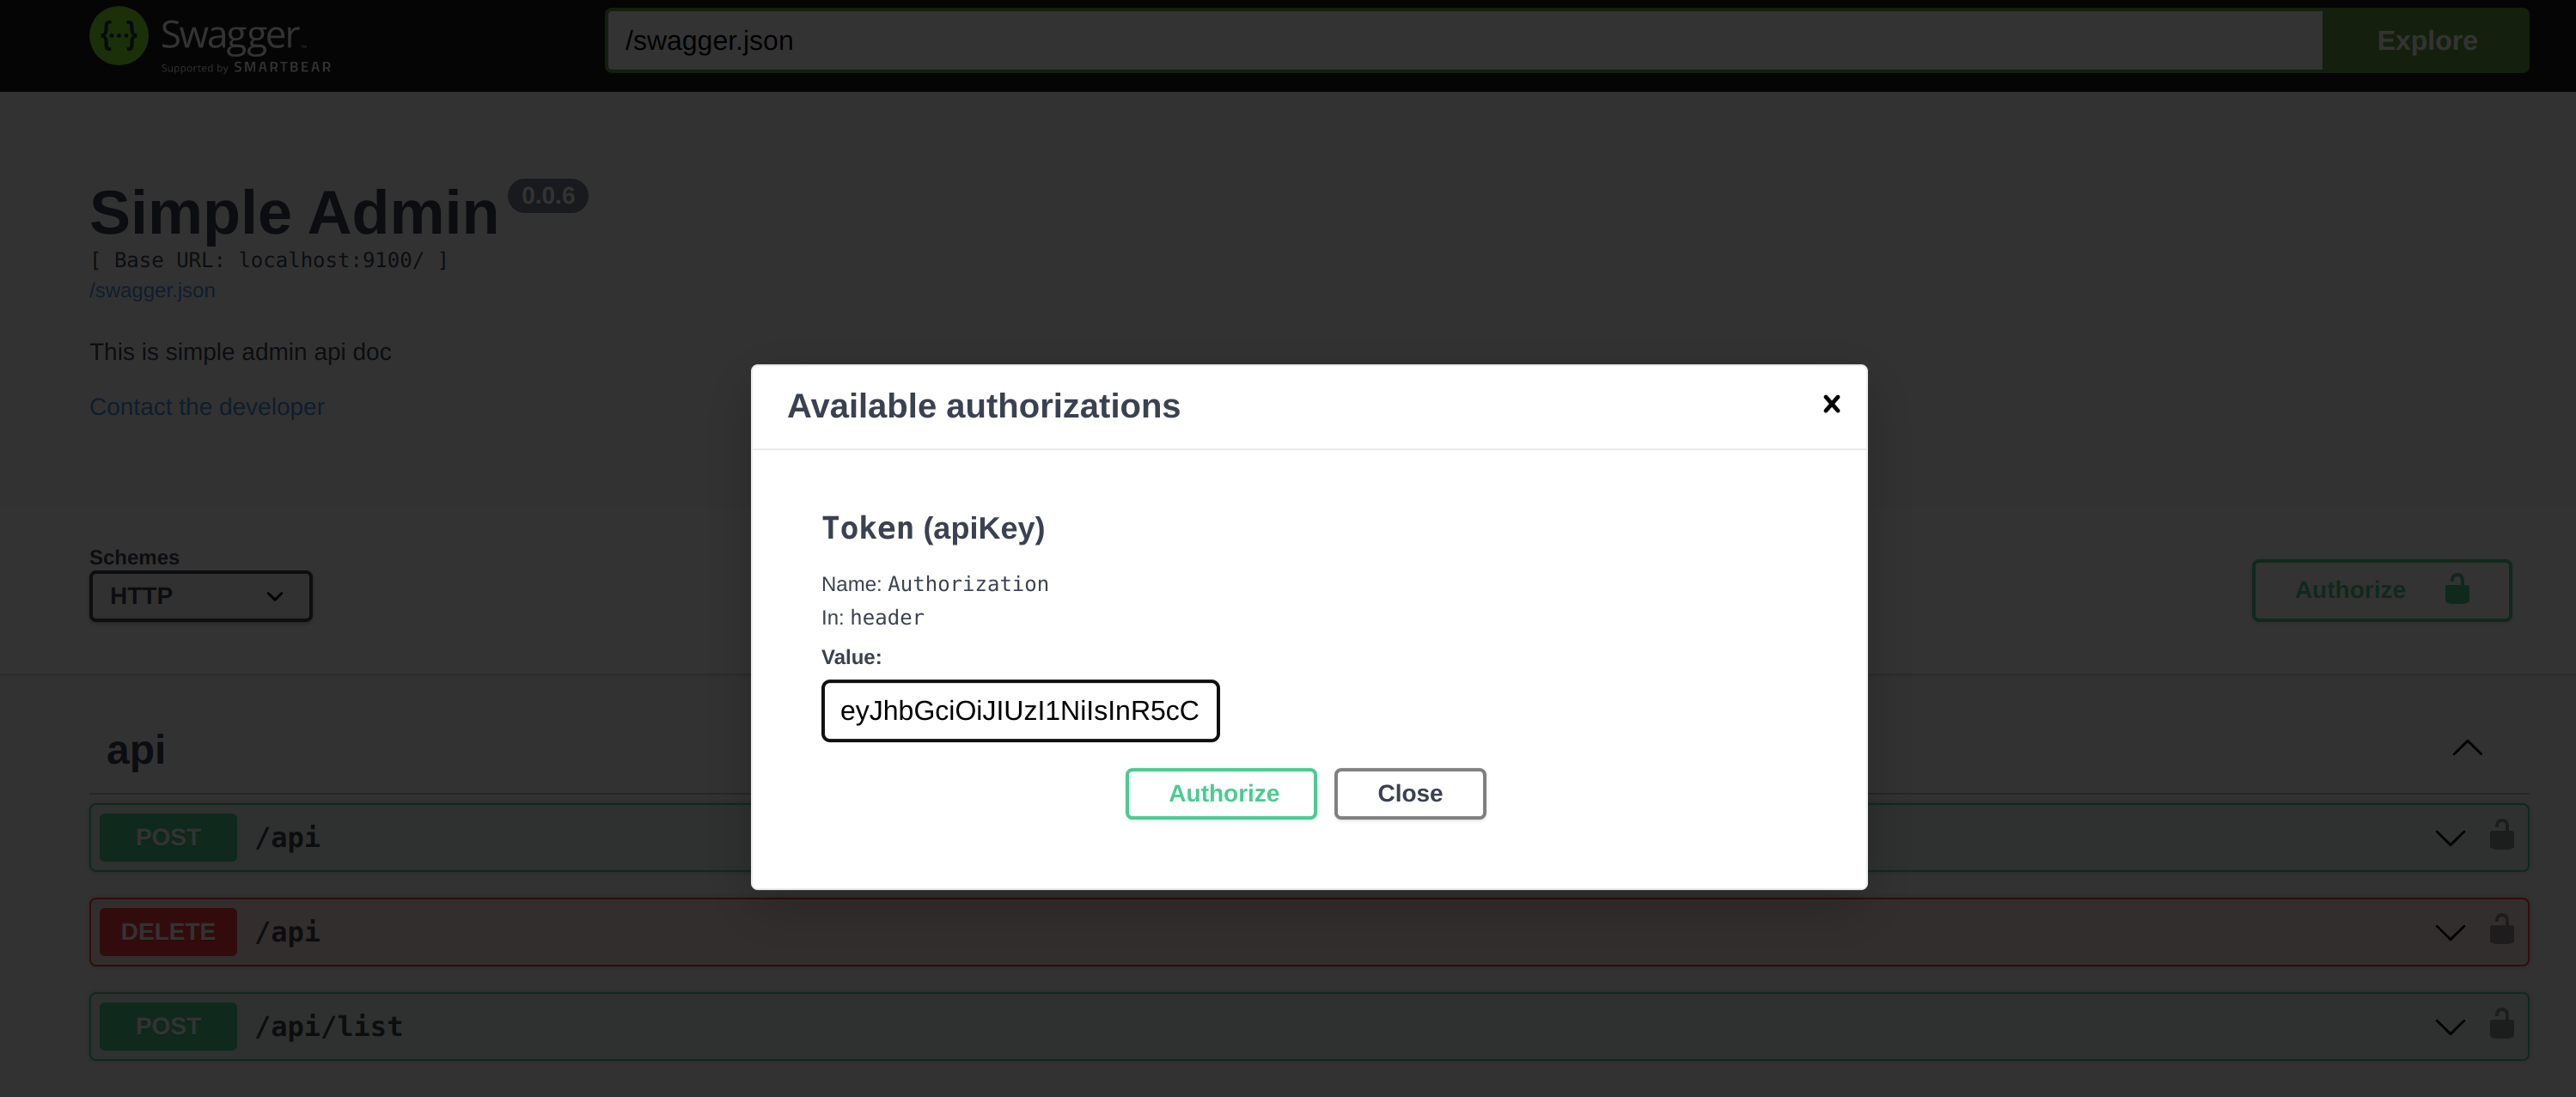 {···} Swagger™
Supported by SMARTBEAR
/swagger.json
Explore
Simple Admin 0.0.6
[ Base URL: localhost:9100/ ]
/swagger.json
This is simple admin api doc
Contact the developer
Schemes
HTTP
Authorize
api
POST /api
DELETE /api
POST /api/list
Available authorizations
Token (apiKey)
Name: Authorization
In: header
Value:
eyJhbGciOiJIUzI1NiIsInR5cC
Authorize
Close